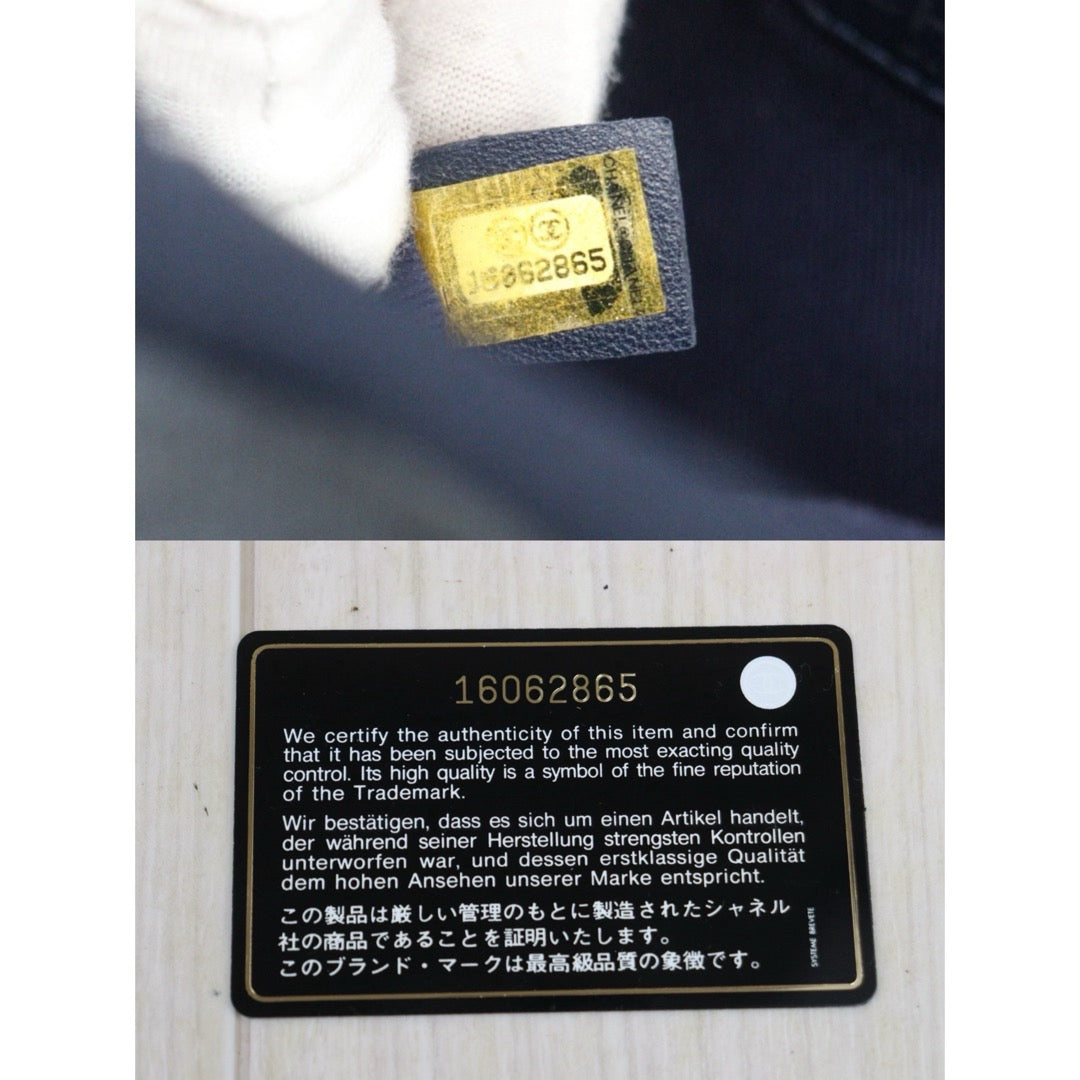 16062865
CHANEL
16062865
We certify the authenticity of this item and confirm
that it has been subjected to the most exacting quality
control. Its high quality is a symbol of the fine reputation
of the Trademark.
Wir bestätigen, dass es sich um einen Artikel handelt,
der während seiner Herstellung strengsten Kontrollen
unterworfen war, und dessen erstklassige Qualität
dem hohen Ansehen unserer Marke entspricht.
この製品は厳しい管理のもとに製造されたシャネル
社の商品であることを証明いたします。
このブランド・マークは最高級品質の象徴です。
SYSTEME BREVETE